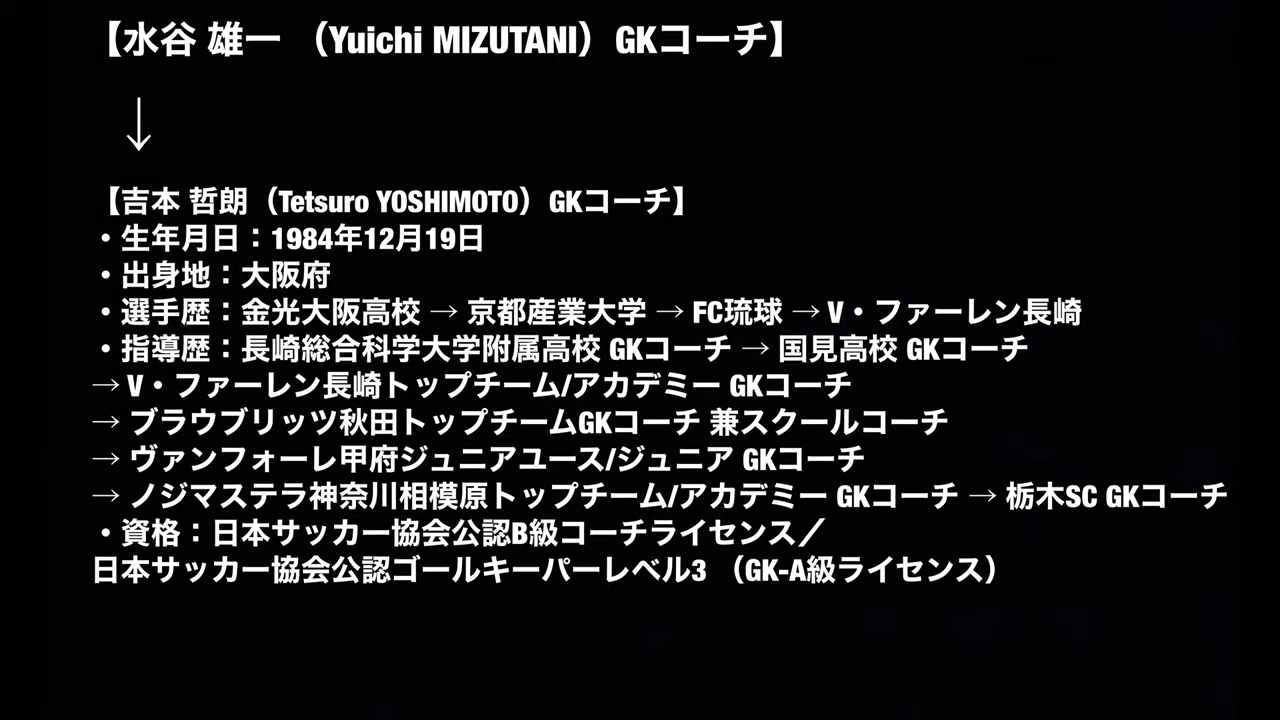 【水谷 雄一 （Yuichi MIZUTANI）GKコーチ】
↓
【吉本 哲朗（Tetsuro YOSHIMOTO）GKコーチ】
・生年月日：1984年12月19日
・出身地：大阪府
・選手歴：金光大阪高校 → 京都産業大学 → FC琉球 → V・ファーレン長崎
・指導歴：長崎総合科学大学附属高校 GKコーチ → 国見高校 GKコーチ
→ V・ファーレン長崎トップチーム/アカデミー GKコーチ
→ ブラウブリッツ秋田トップチームGKコーチ 兼スクールコーチ
→ ヴァンフォーレ甲府ジュニアユース/ジュニア GKコーチ
→ ノジマステラ神奈川相模原トップチーム/アカデミー GKコーチ → 栃木SC GKコーチ
・資格：日本サッカー協会公認B級コーチライセンス／
日本サッカー協会公認ゴールキーパーレベル3 （GK-A級ライセンス）